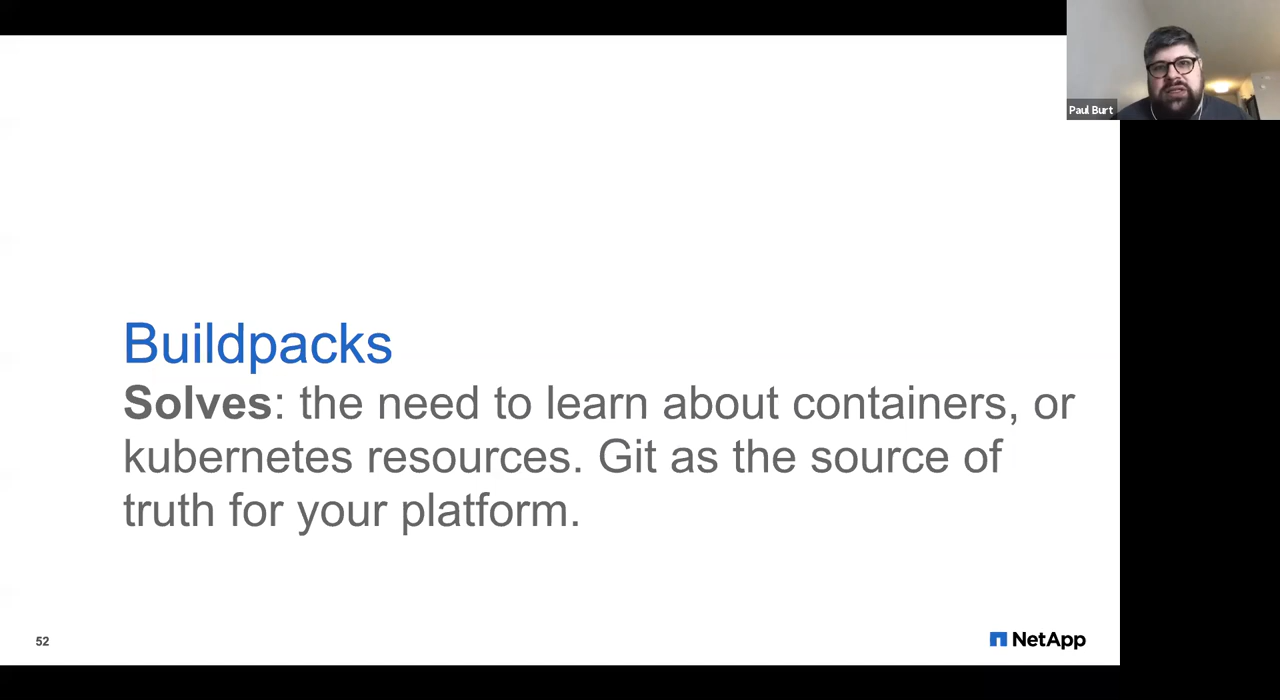 Paul Burt
Buildpacks
Solves: the need to learn about containers, or
kubernetes resources. Git as the source of
truth for your platform.
52
NetApp